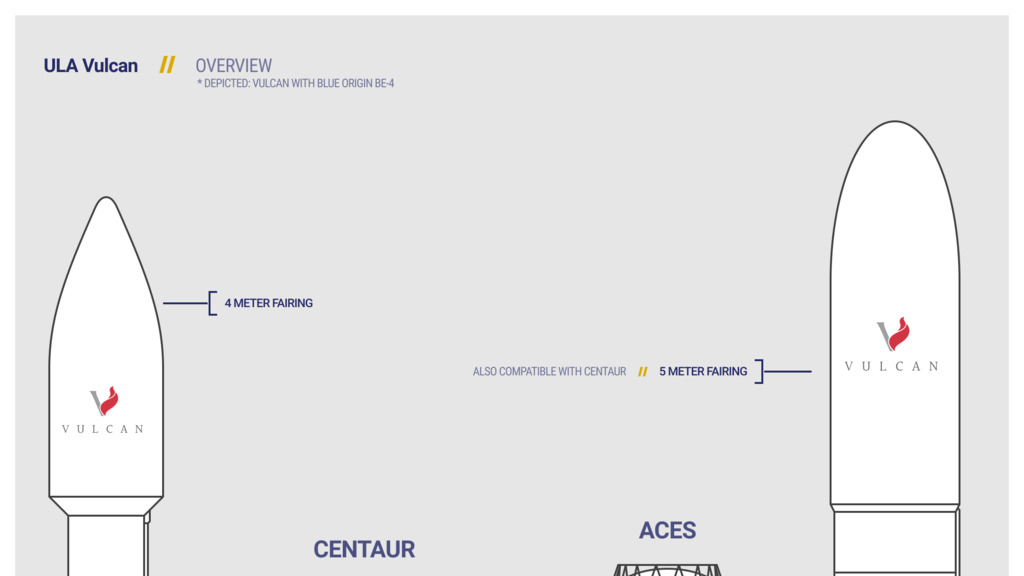 ULA Vulcan // OVERVIEW
* DEPICTED: VULCAN WITH BLUE ORIGIN BE-4
4 METER FAIRING
ALSO COMPATIBLE WITH CENTAUR // 5 METER FAIRING
VULCAN
VULCAN
ACES
CENTAUR